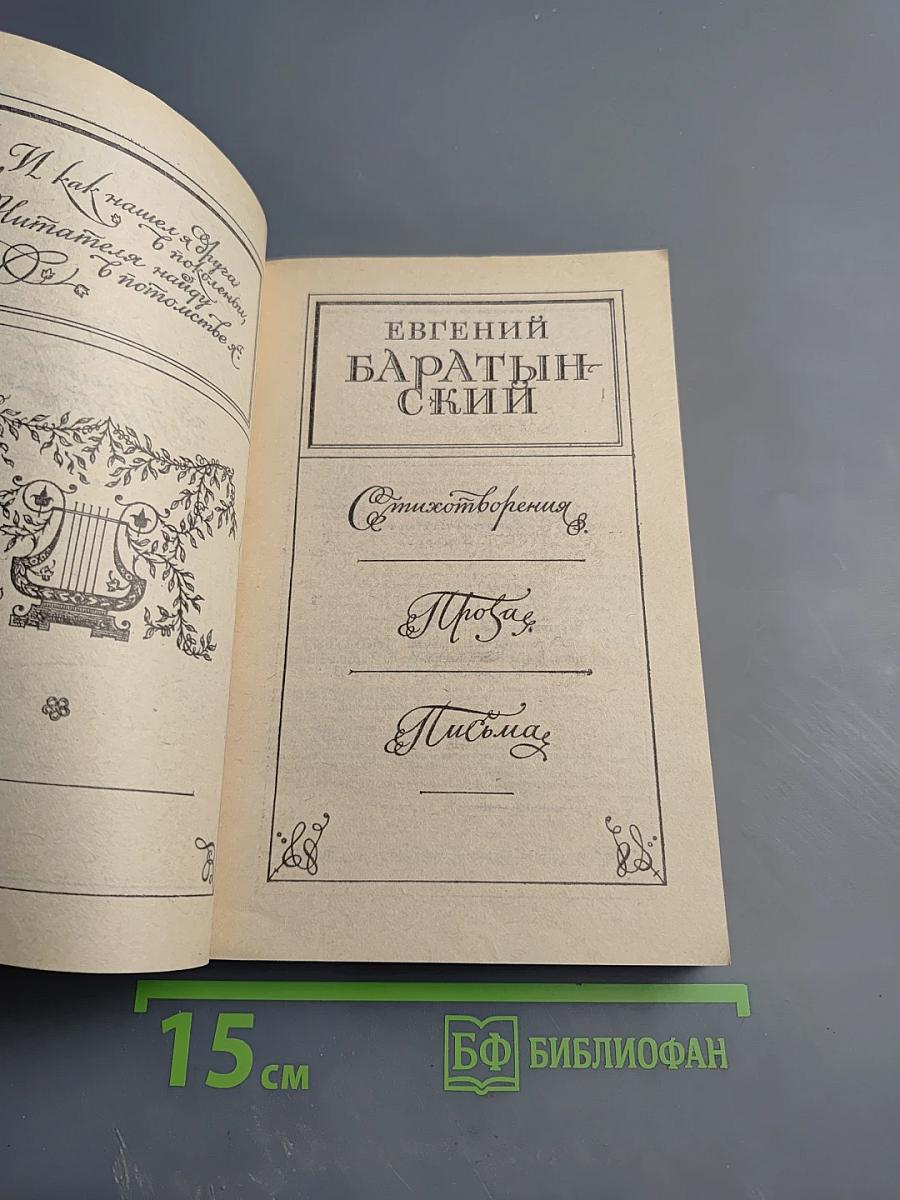 И как нашел я друга
в поколеньи,
Читателя найду
в потомстве я.
ЕВГЕНИЙ
БАРАТЫН-
СКИЙ
Стихотворения.
Проза.
Письма
15 см
БФ БИБЛИОФАН